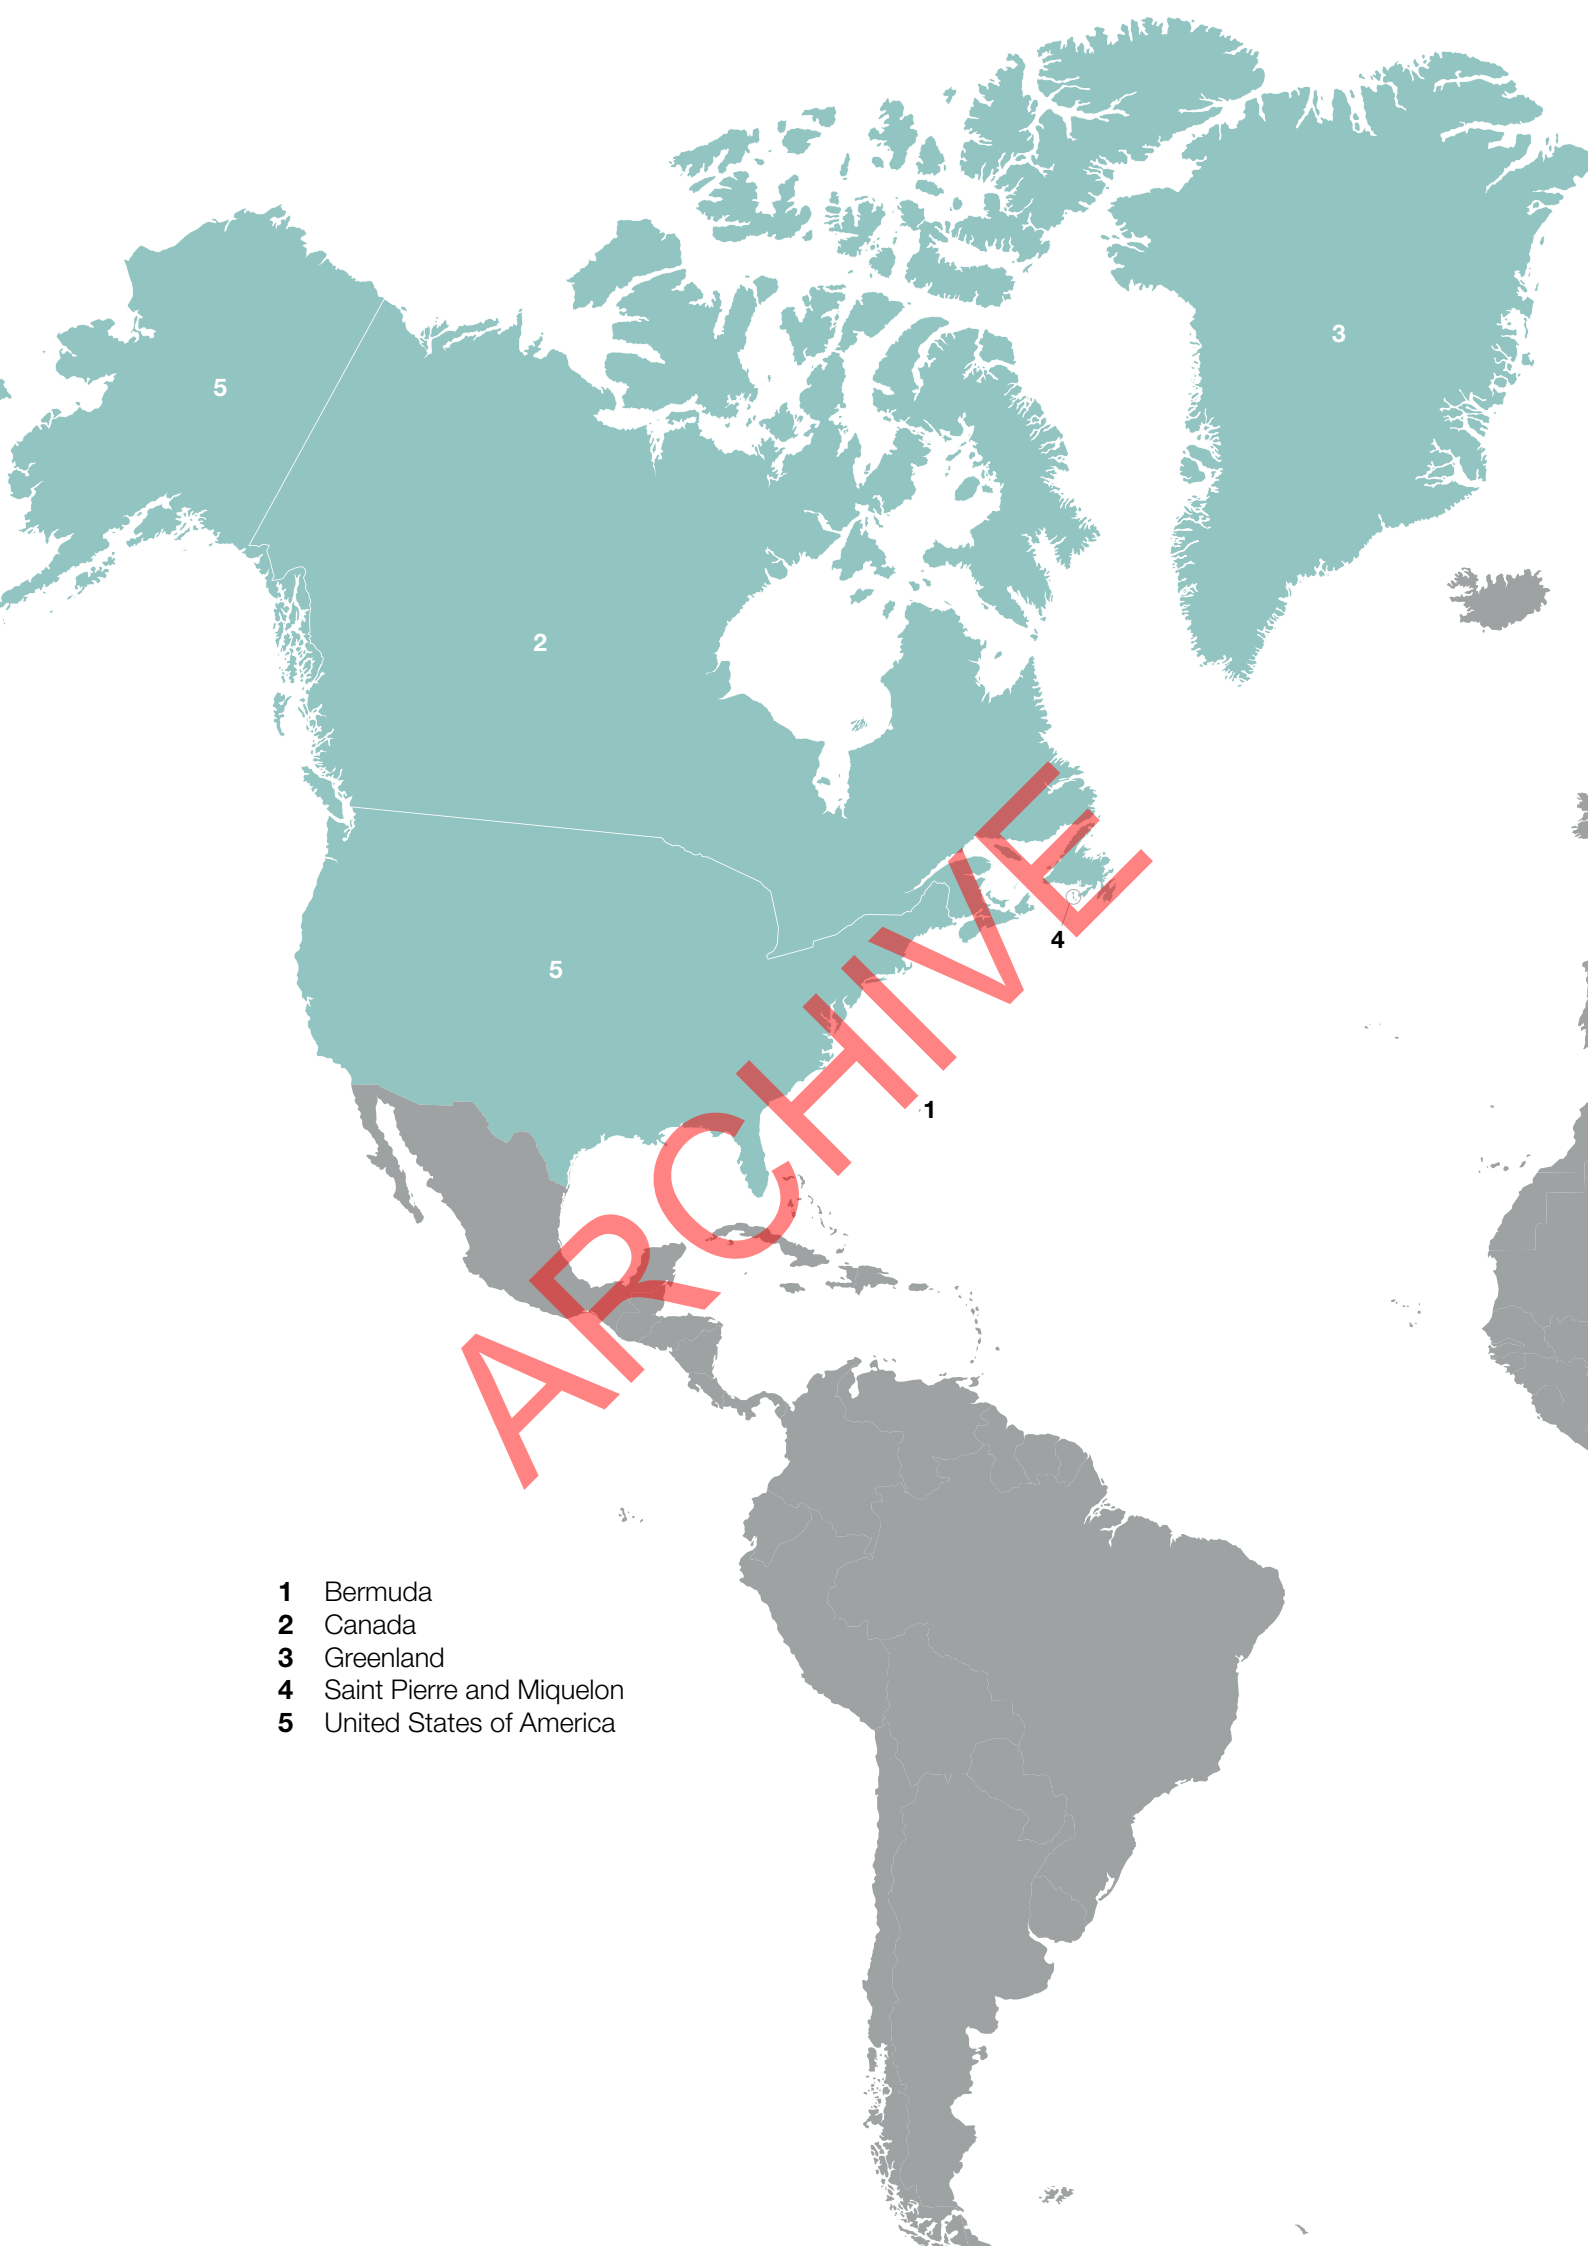 3
5
2
4
5
1
ARCHIVE
1 Bermuda
2 Canada
3 Greenland
4 Saint Pierre and Miquelon
5 United States of America